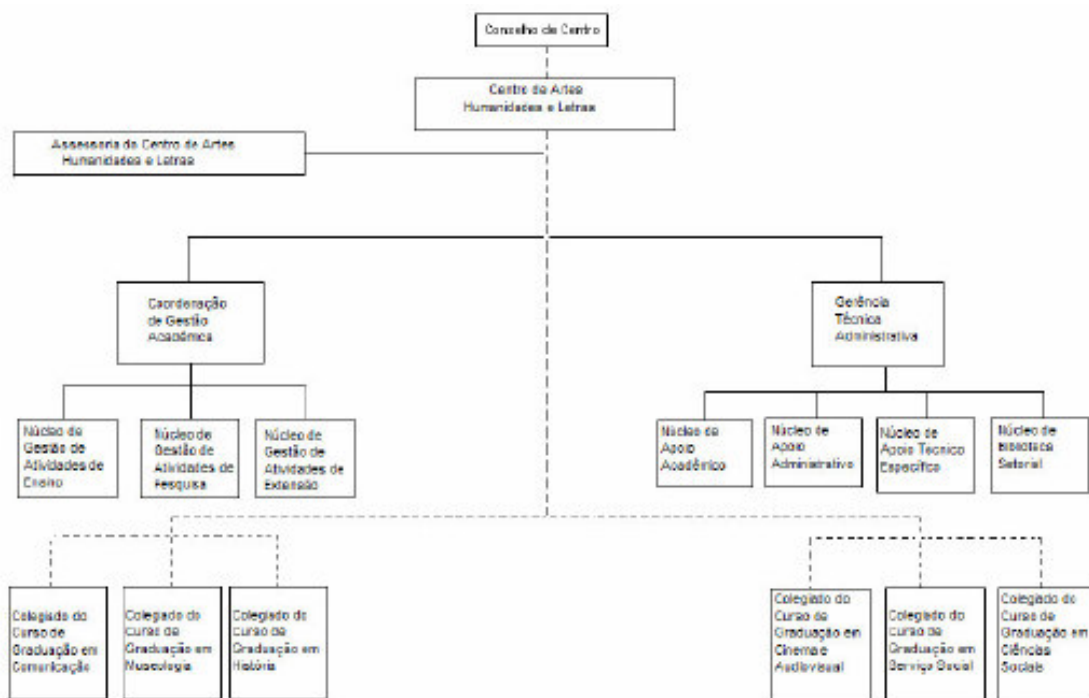 Conselho de Centro
Centro de Artes
Humanidades e Letras
Assessoria do Centro de Artes
Humanidades e Letras
Coordenação
de Gestão
Acadêmica
Gerência
Técnica
Administrativa
Núcleo de
Gestão de
Atividades de
Ensino
Núcleo de
Gestão de
Atividades de
Pesquisa
Núcleo de
Gestão de
Atividades de
Extensão
Núcleo de
Apoio
Acadêmico
Núcleo de
Apoio
Administrativo
Núcleo de
Apoio Técnico
Específico
Núcleo de
Biblioteca
Setorial
Colegiado do
Curso de
Graduação em
Comunicação
Colegiado do
Curso de
Graduação em
Museologia
Colegiado do
Curso de
Graduação em
História
Colegiado do
Curso de
Graduação em
Cinema e
Audiovisual
Colegiado do
Curso de
Graduação em
Serviço Social
Colegiado do
Curso de
Graduação em
Ciências
Sociais